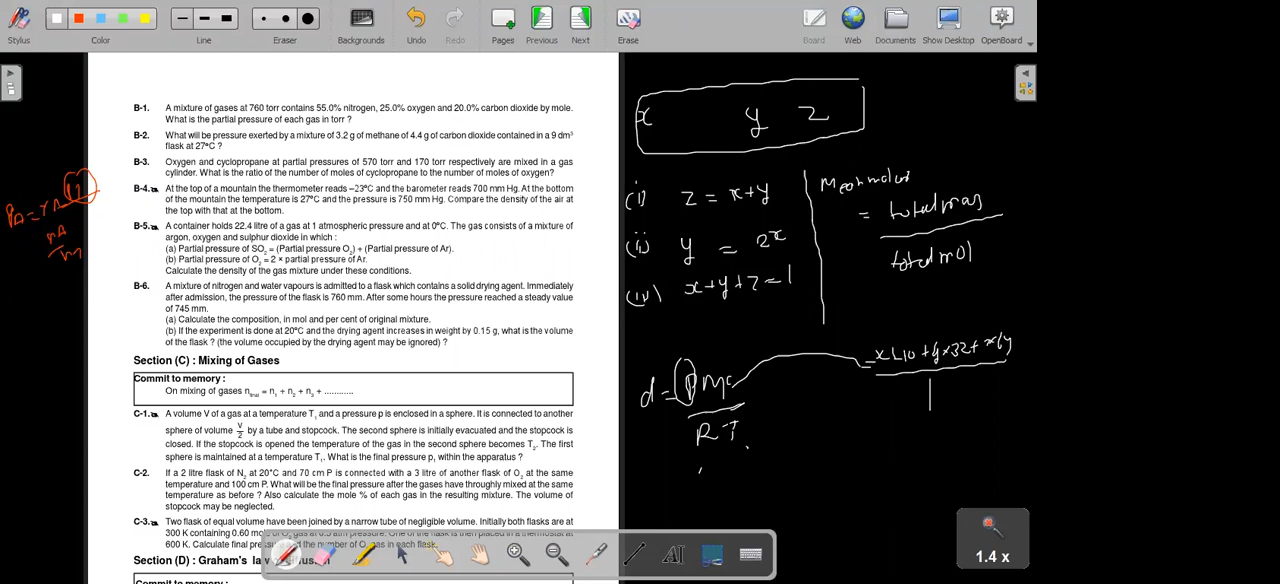 Stylus
Color
Line
Eraser
Backgrounds
Undo
Redo
Pages
Previous
Next
Erase
Board
Web
Documents
Show Desktop
OpenBoard
B-1. A mixture of gases at 760 torr contains 55.0% nitrogen, 25.0% oxygen and 20.0% carbon dioxide by mole.
What is the partial pressure of each gas in torr ?
B-2. What will be pressure exerted by a mixture of 3.2 g of methane of 4.4 g of carbon dioxide contained in a 9 dm³
flask at 27ºC ?
B-3. Oxygen and cyclopropane at partial pressures of 570 torr and 170 torr respectively are mixed in a gas
cylinder. What is the ratio of the number of moles of cyclopropane to the number of moles of oxygen?
B-4. At the top of a mountain the thermometer reads –23ºC and the barometer reads 700 mm Hg. At the bottom
of the mountain the temperature is 27ºC and the pressure is 750 mm Hg. Compare the density of the air at
the top with that at the bottom.
B-5. A container holds 22.4 litre of a gas at 1 atmospheric pressure and at 0ºC. The gas consists of a mixture of
argon, oxygen and sulphur dioxide in which :
(a) Partial pressure of SO₂ = (Partial pressure O₂) + (Partial pressure of Ar).
(b) Partial pressure of O₂ = 2 × partial pressure of Ar.
Calculate the density of the gas mixture under these conditions.
B-6. A mixture of nitrogen and water vapours is admitted to a flask which contains a solid drying agent. Immediately
after admission, the pressure of the flask is 760 mm. After some hours the pressure reached a steady value
of 745 mm.
(a) Calculate the composition, in mol and per cent of original mixture.
(b) If the experiment is done at 20ºC and the drying agent increases in weight by 0.15 g, what is the volume
of the flask ? (the volume occupied by the drying agent may be ignored) ?
Section (C) : Mixing of Gases
Commit to memory :
On mixing of gases n_final = n₁ + n₂ + n₃ + ............
C-1. A volume V of a gas at a temperature T₁ and a pressure p is enclosed in a sphere. It is connected to another
sphere of volume V/2 by a tube and stopcock. The second sphere is initially evacuated and the stopcock is
closed. If the stopcock is opened the temperature of the gas in the second sphere becomes T₂. The first
sphere is maintained at a temperature T₁. What is the final pressure p₁ within the apparatus ?
C-2. If a 2 litre flask of N₂ at 20ºC and 70 cm P is connected with a 3 litre of another flask of O₂ at the same
temperature and 100 cm P. What will be the final pressure after the gases have throughly mixed at the same
temperature as before ? Also calculate the mole % of each gas in the resulting mixture. The volume of
stopcock may be neglected.
C-3. Two flask of equal volume have been joined by a narrow tube of negligible volume. Initially both flasks are at
300 K containing 0.60 mole
600 K. Calculate final
Section (D) : Graham's
Commit to memory :
x y z
(i) z = x+y
(ii) y = 2x
(iv) x+y+z=1
= total mas
total mol
d =
RT
1.4 x